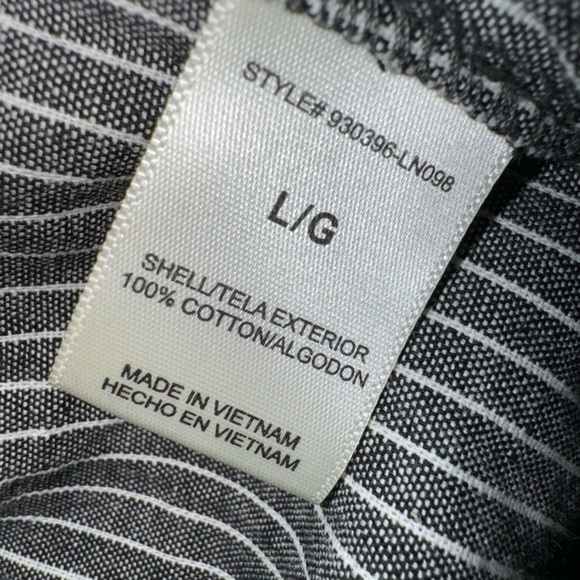 STYLE# 930396-LN098
L/G
SHELL/TELA EXTERIOR
100% COTTON/ALGODON
MADE IN VIETNAM
HECHO EN VIETNAM